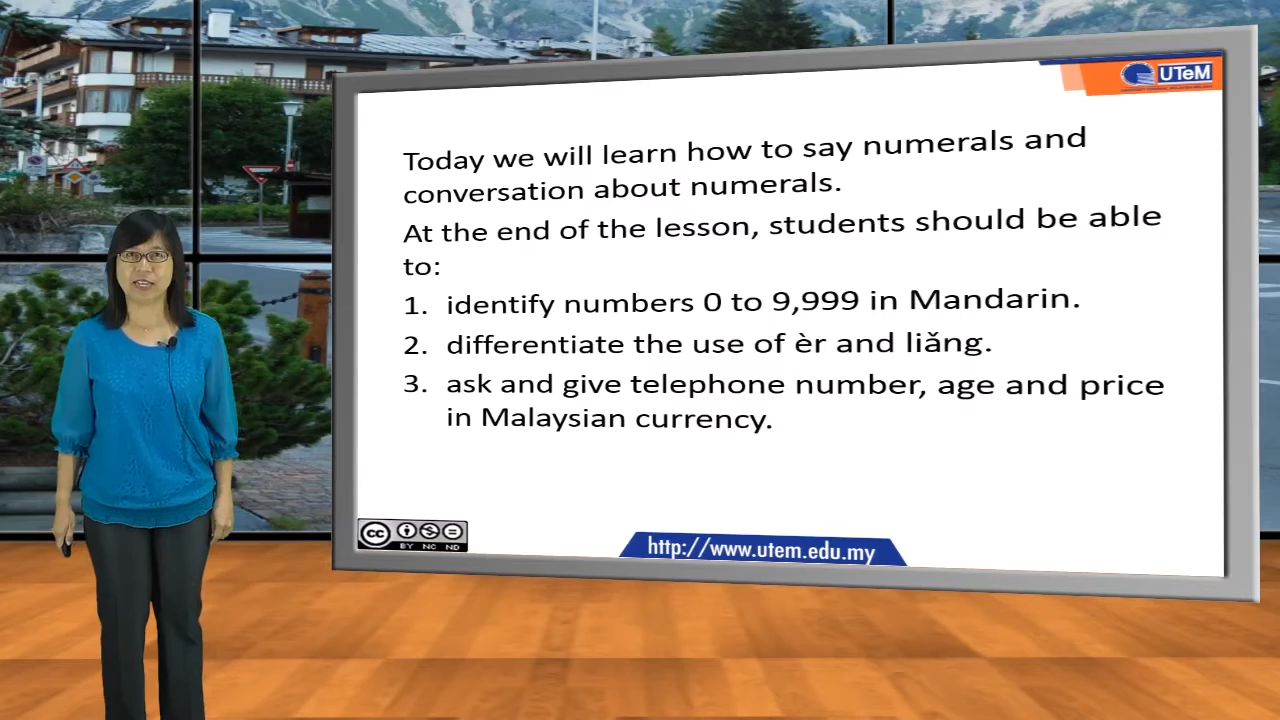 UTeM
Today we will learn how to say numerals and
conversation about numerals.
At the end of the lesson, students should be able
to:
1. identify numbers 0 to 9,999 in Mandarin.
2. differentiate the use of èr and liǎng.
3. ask and give telephone number, age and price
in Malaysian currency.
cc
BY NC ND
http://www.utem.edu.my